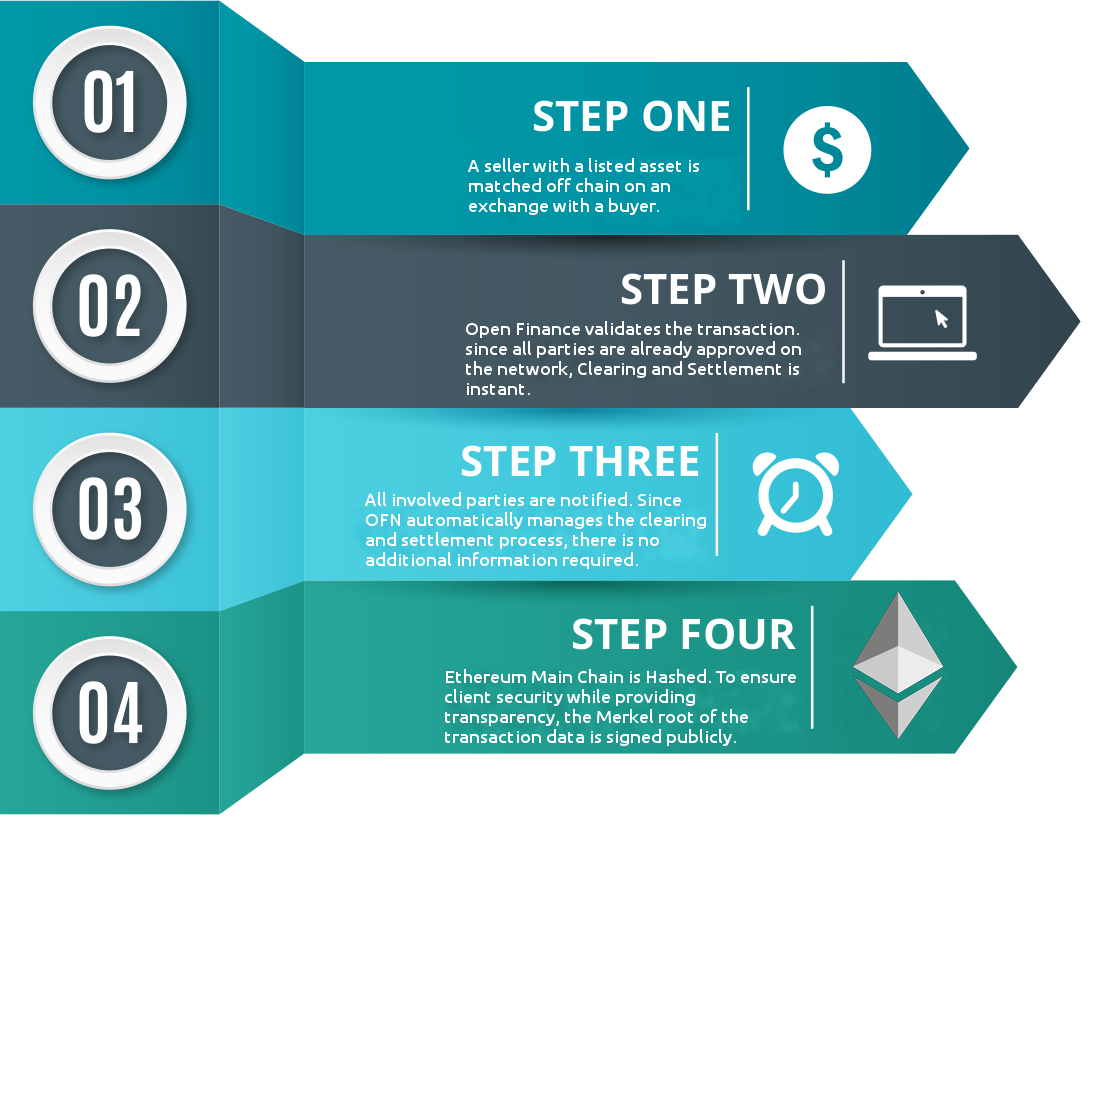 01
STEP ONE
$
A seller with a listed asset is
matched off chain on an
exchange with a buyer.
02
STEP TWO
Open Finance validates the transaction.
since all parties are already approved on
the network, Clearing and Settlement is
instant.
03
STEP THREE
All involved parties are notified. Since
OFN automatically manages the clearing
and settlement process, there is no
additional information required.
04
STEP FOUR
Ethereum Main Chain is Hashed. To ensure
client security while providing
transparency, the Merkel root of the
transaction data is signed publicly.